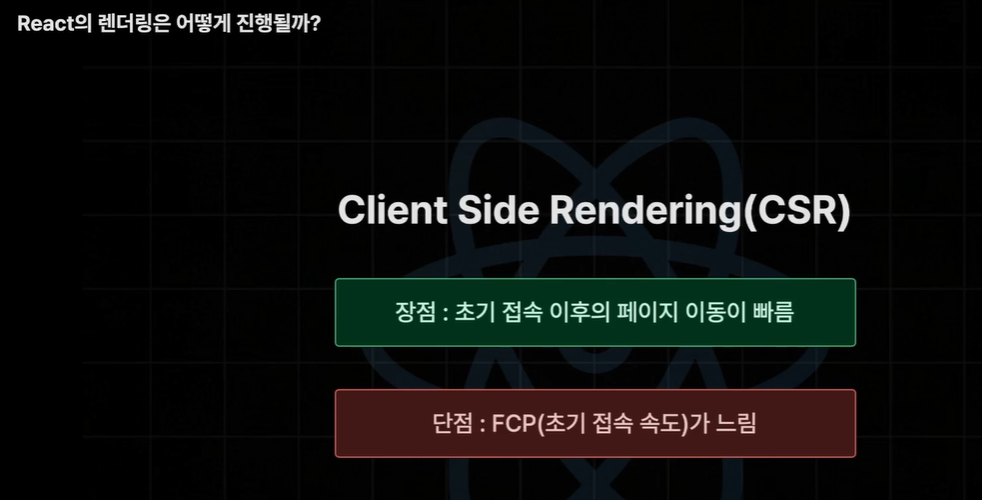 React의 렌더링은 어떻게 진행될까?
Client Side Rendering(CSR)
장점 : 초기 접속 이후의 페이지 이동이 빠름
단점 : FCP(초기 접속 속도)가 느림